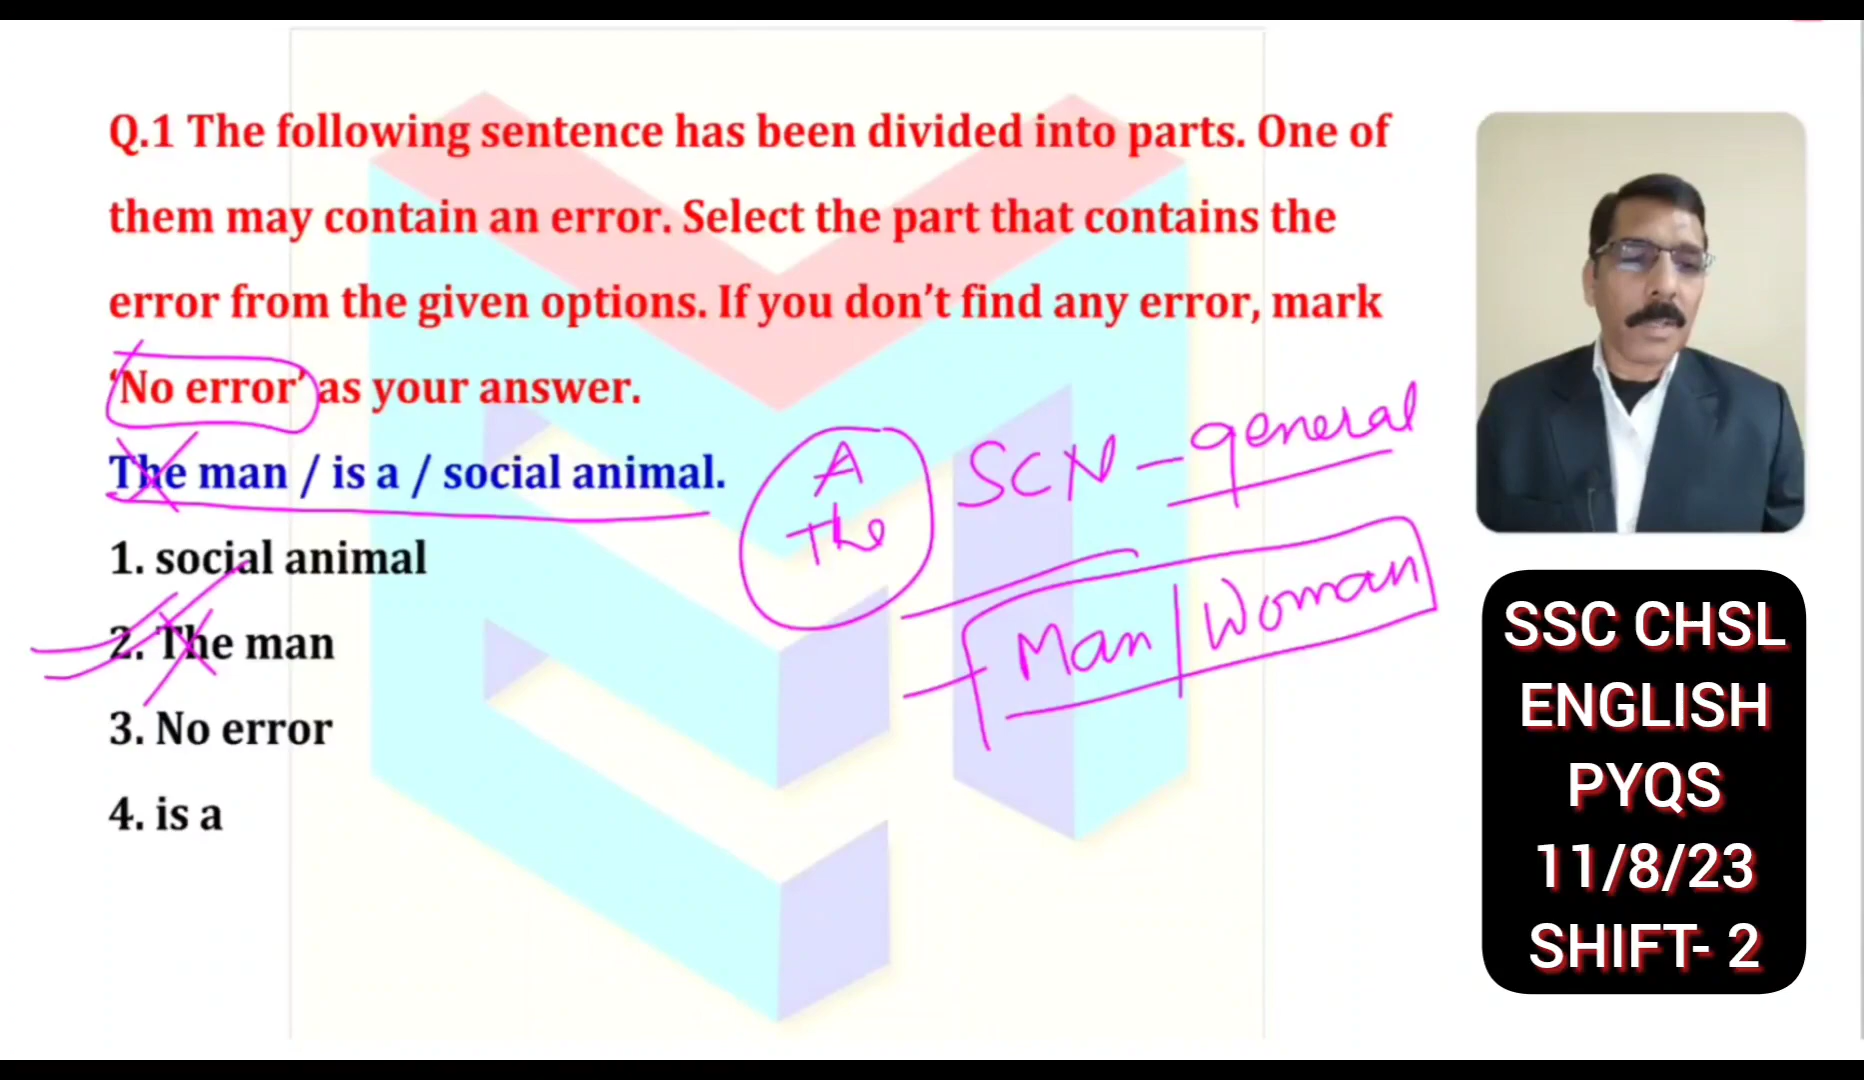 Q.1 The following sentence has been divided into parts. One of
them may contain an error. Select the part that contains the
error from the given options. If you don’t find any error, mark
‘No error’ as your answer.
The man / is a / social animal.
1. social animal
2. The man
3. No error
4. is a
A
The
SCN – general
Man | Woman
SSC CHSL
ENGLISH
PYQS
11/8/23
SHIFT- 2